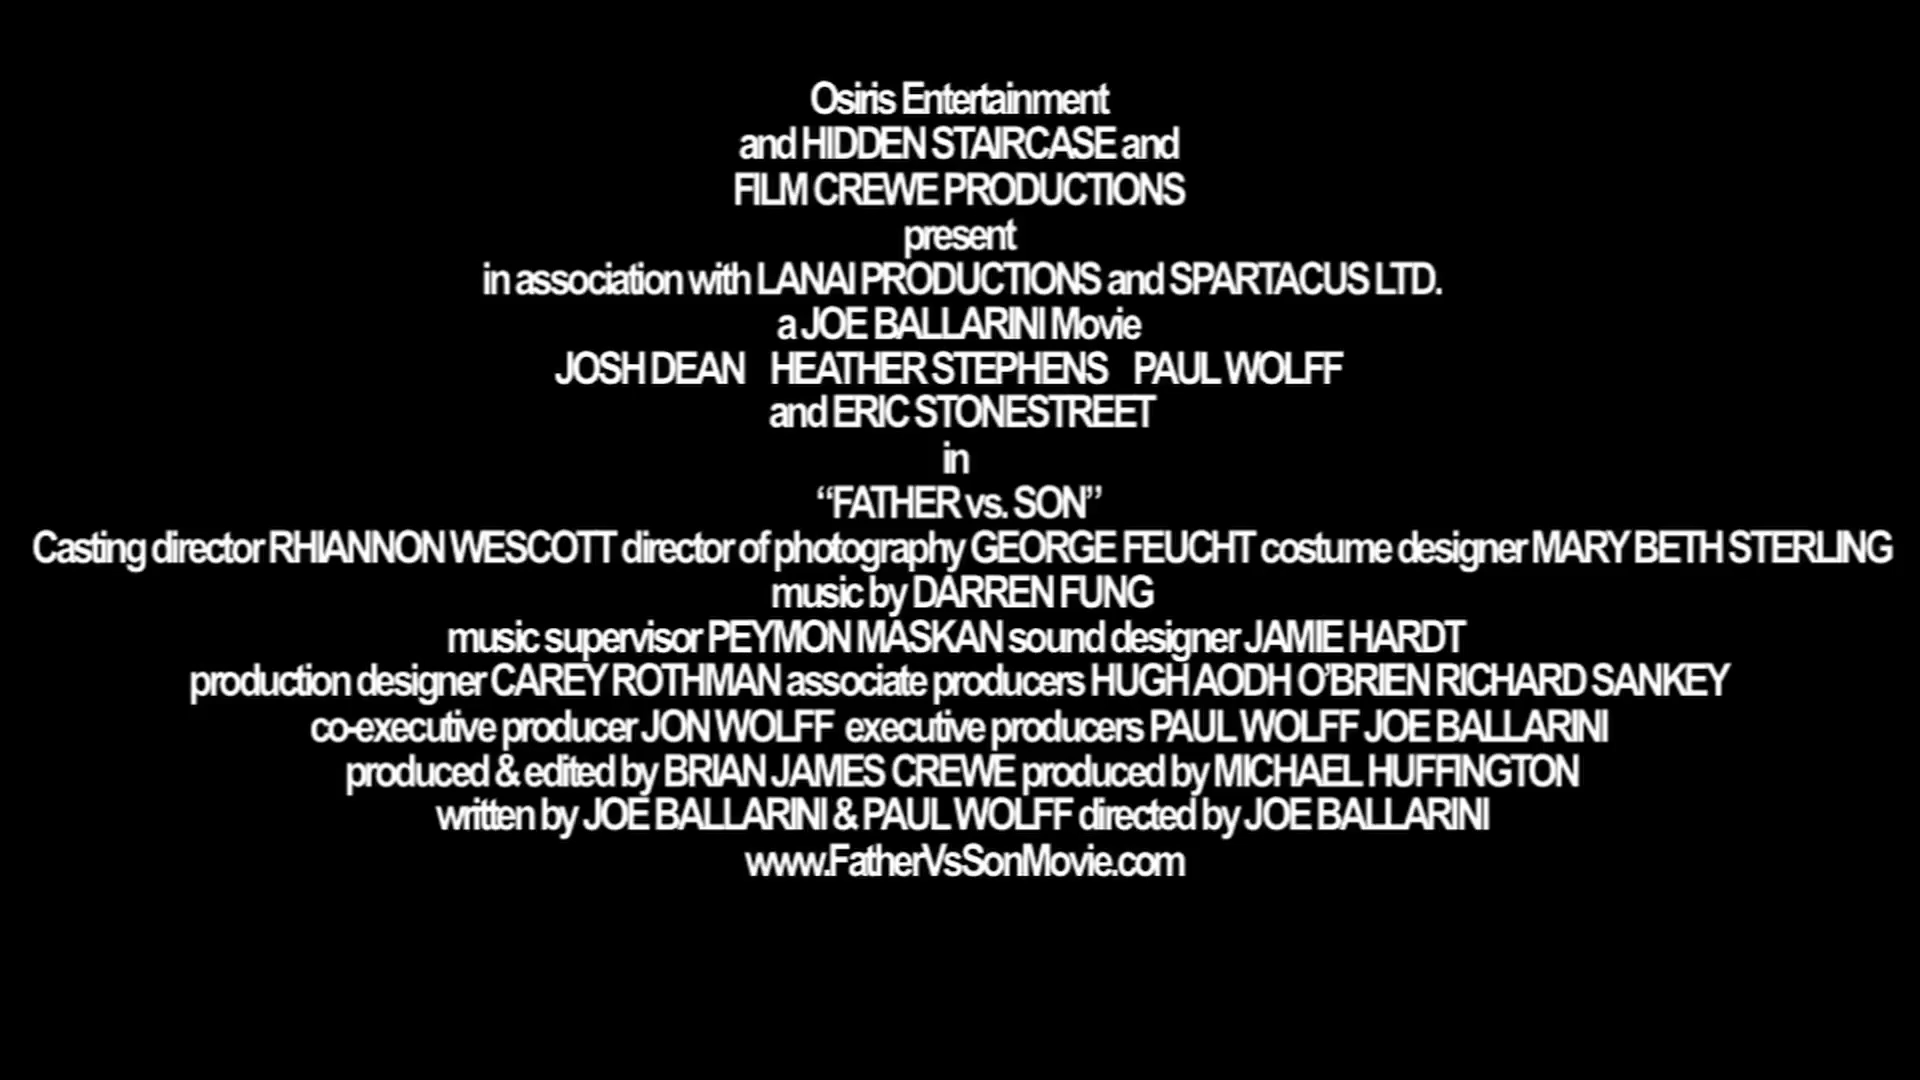 Osiris Entertainment
and HIDDEN STAIRCASE and
FILM CREWE PRODUCTIONS
present
in association with LANAI PRODUCTIONS and SPARTACUS LTD.
a JOE BALLARINI Movie
JOSH DEAN HEATHER STEPHENS PAUL WOLFF
and ERIC STONESTREET
in
“FATHER vs. SON”
Casting director RHIANNON WESCOTT director of photography GEORGE FEUCHT costume designer MARY BETH STERLING
music by DARREN FUNG
music supervisor PEYMON MASKAN sound designer JAMIE HARDT
production designer CAREY ROTHMAN associate producers HUGH AODH O’BRIEN RICHARD SANKEY
co-executive producer JON WOLFF executive producers PAUL WOLFF JOE BALLARINI
produced & edited by BRIAN JAMES CREWE produced by MICHAEL HUFFINGTON
written by JOE BALLARINI & PAUL WOLFF directed by JOE BALLARINI
www.FatherVsSonMovie.com